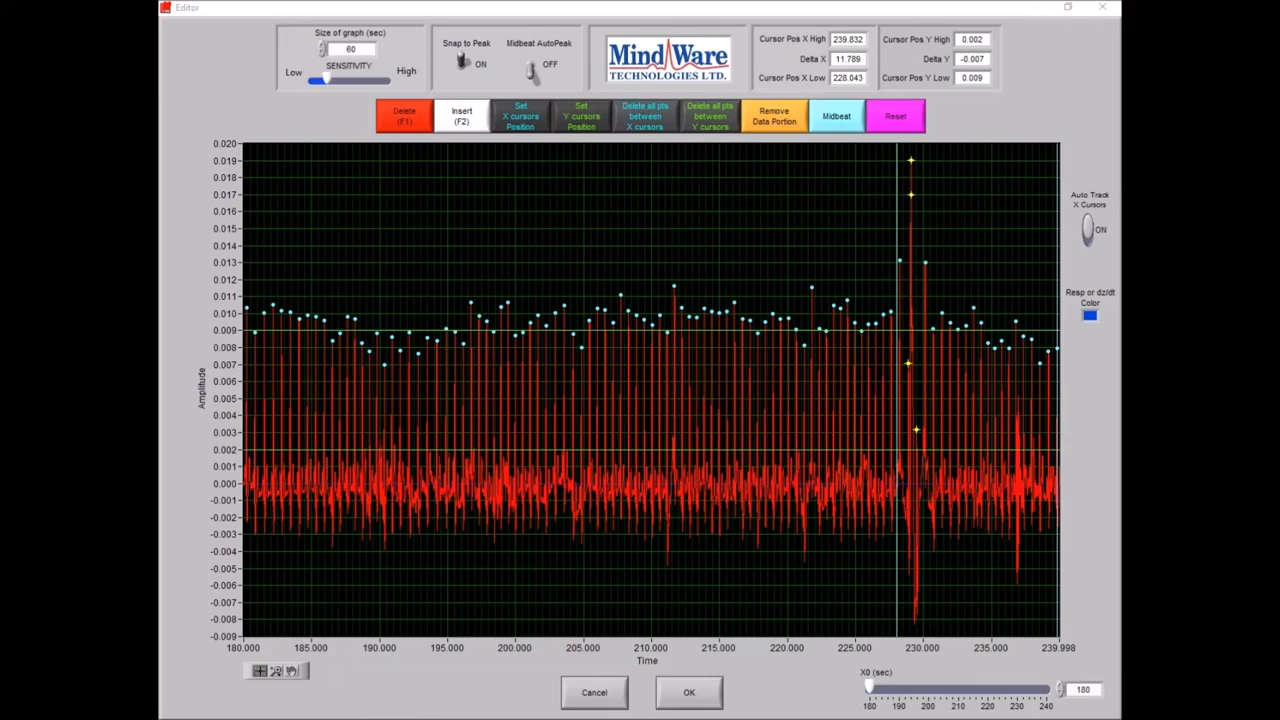 Editor
Size of graph (sec)
60
SENSITIVITY
Low
High
Snap to Peak
ON
Midbeat AutoPeak
OFF
MindWare
TECHNOLOGIES LTD.
Cursor Pos X High 239.832
Delta X 11.789
Cursor Pos X Low 228.043
Cursor Pos Y High 0.002
Delta Y -0.007
Cursor Pos Y Low 0.009
Delete
(F1)
Insert
(F2)
Set
X cursors
Position
Set
Y cursors
Position
Delete all pts
between
X cursors
Delete all pts
between
Y cursors
Remove
Data Portion
Midbeat
Reset
0.020
0.019
0.018
0.017
0.016
0.015
0.014
0.013
0.012
0.011
0.010
0.009
0.008
0.007
0.006
0.005
0.004
0.003
0.002
0.001
0.000
-0.001
-0.002
-0.003
-0.004
-0.005
-0.006
-0.007
-0.008
-0.009
Amplitude
180.000 185.000 190.000 195.000 200.000 205.000 210.000 215.000 220.000 225.000 230.000 235.000 239.998
Time
Auto Track
X Cursors
ON
Resp or dz/dt
Color
Cancel
OK
X0 (sec)
180
180 190 200 210 220 230 240